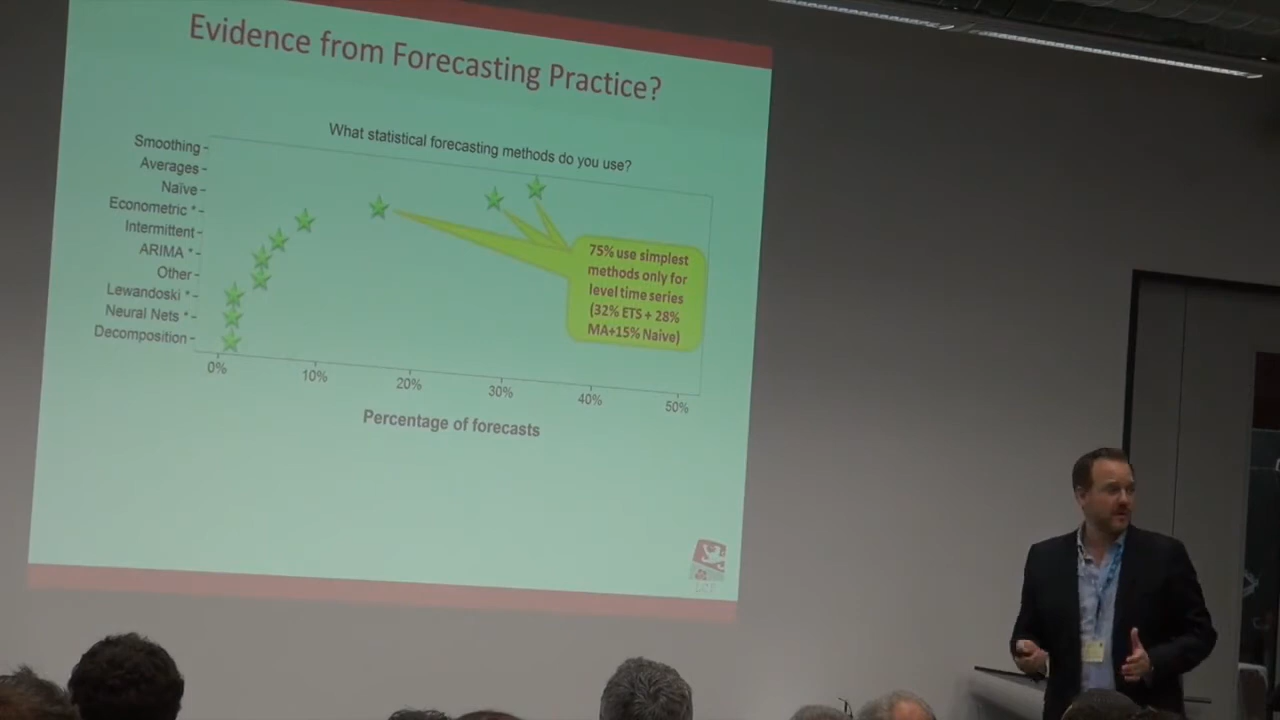 Evidence from Forecasting Practice?
What statistical forecasting methods do you use?
Smoothing
Averages
Naïve
Econometric *
Intermittent
ARIMA *
Other
Lewandoski *
Neural Nets *
Decomposition
75% use simplest
methods only for
level time series
(32% ETS + 28%
MA+15% Naive)
0%
10%
20%
30%
40%
50%
Percentage of forecasts